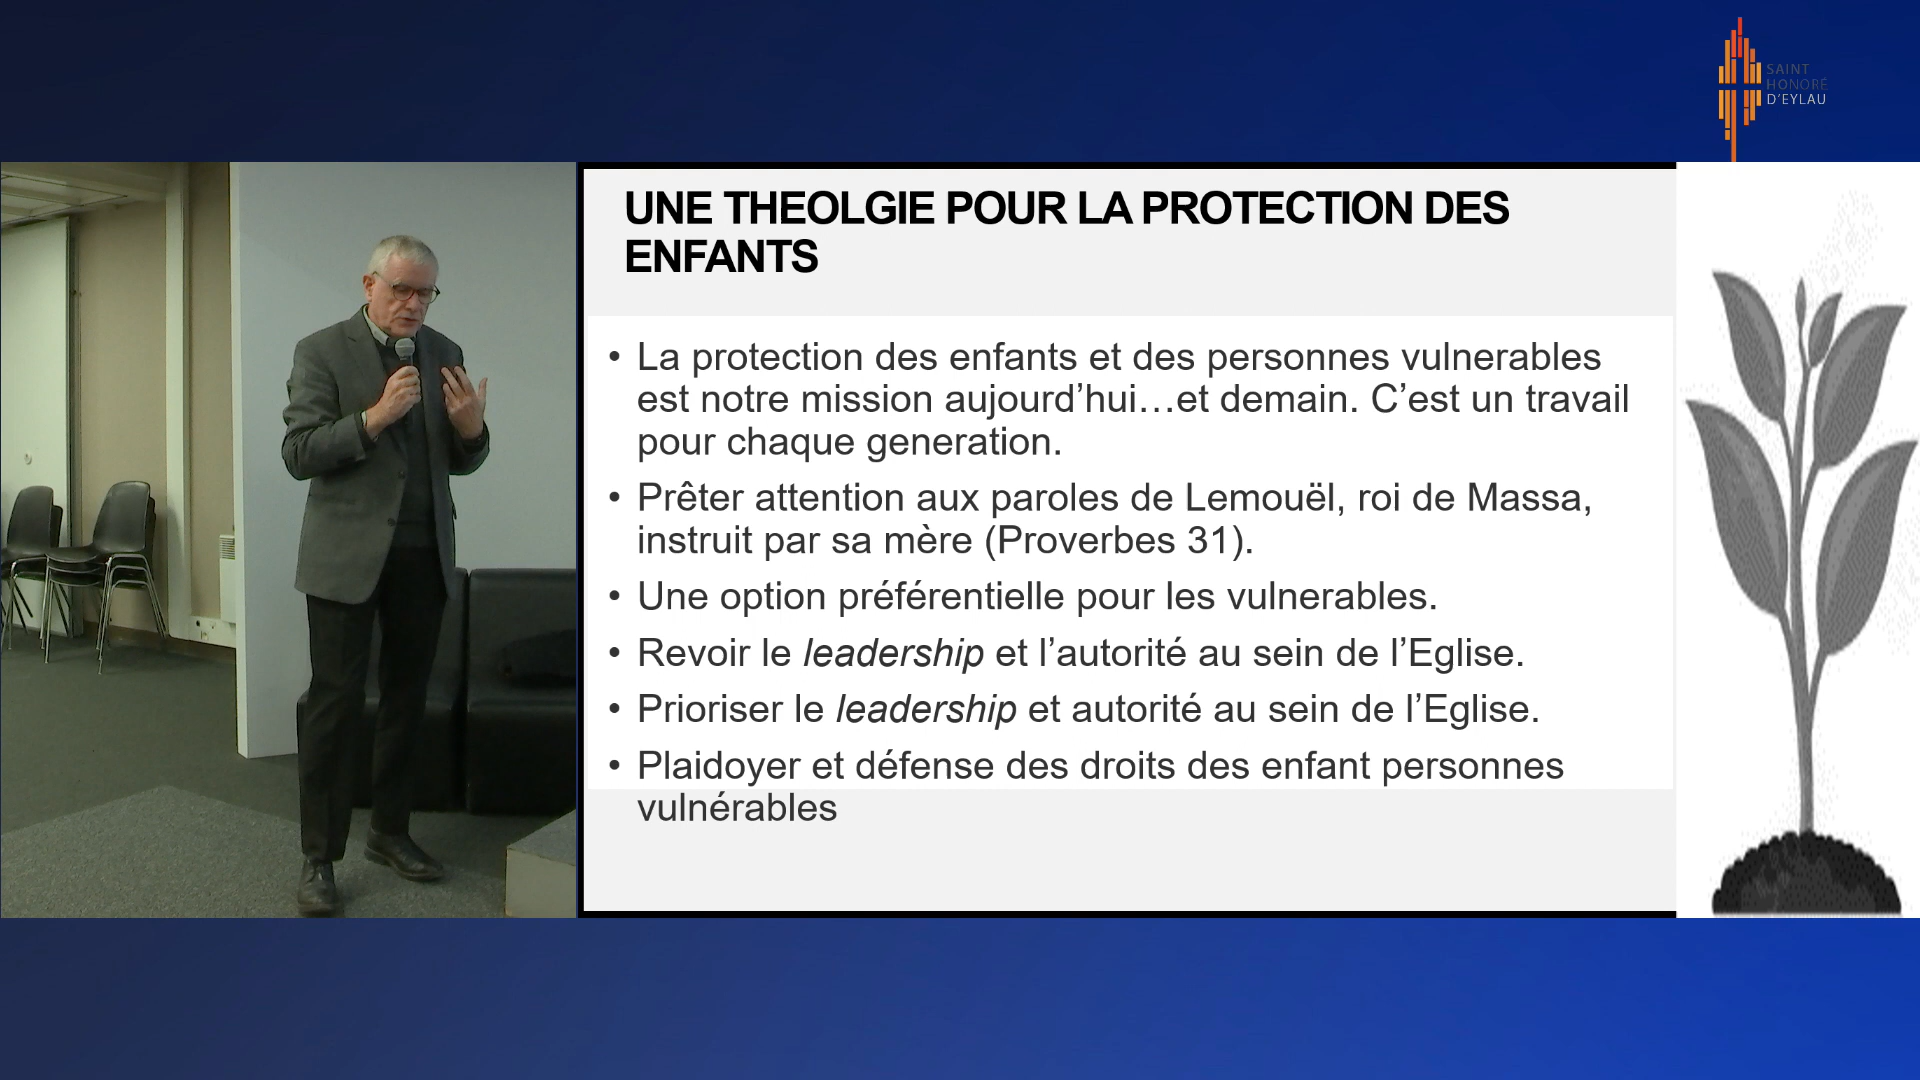 SAINT
HONORÉ
D'EYLAU
UNE THEOLGIE POUR LA PROTECTION DES
ENFANTS
• La protection des enfants et des personnes vulnerables
est notre mission aujourd’hui…et demain. C’est un travail
pour chaque generation.
• Prêter attention aux paroles de Lemouël, roi de Massa,
instruit par sa mère (Proverbes 31).
• Une option préférentielle pour les vulnerables.
• Revoir le leadership et l’autorité au sein de l’Eglise.
• Prioriser le leadership et autorité au sein de l’Eglise.
• Plaidoyer et défense des droits des enfant personnes
vulnérables